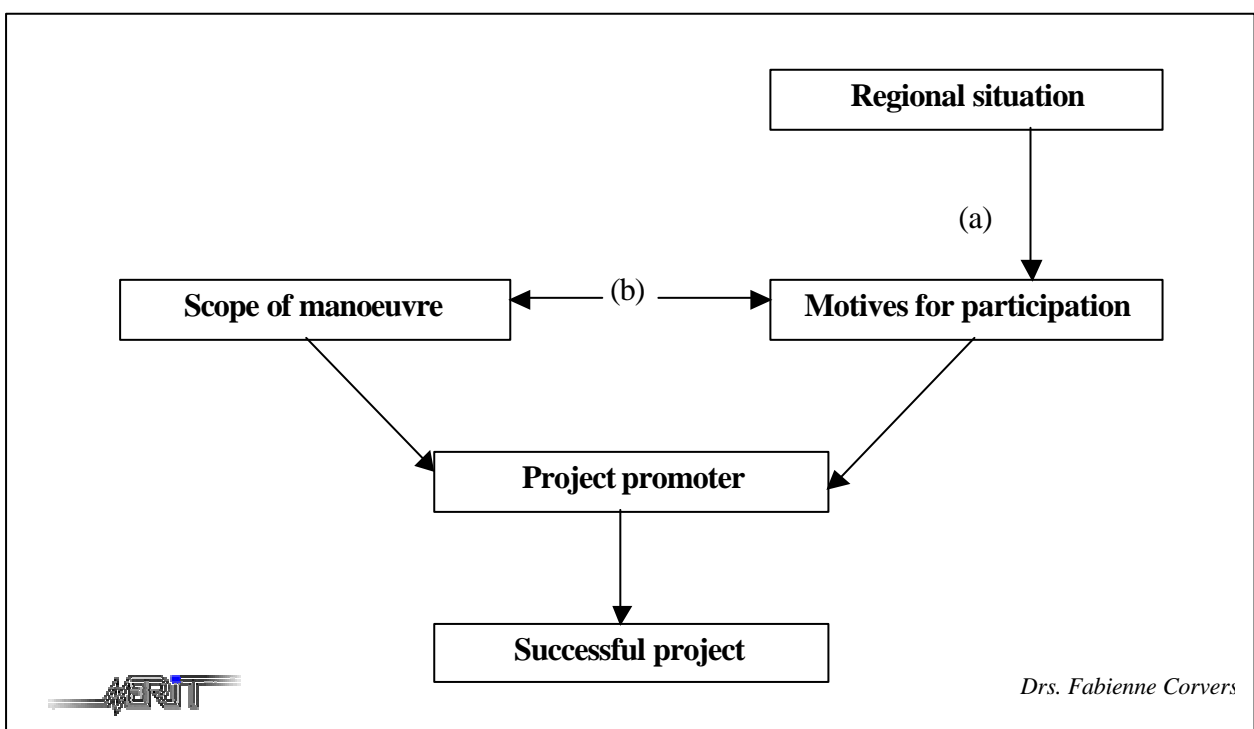 Regional situation
(a)
Scope of manoeuvre
(b)
Motives for participation
Project promoter
Successful project
MERIT
Drs. Fabienne Corvers